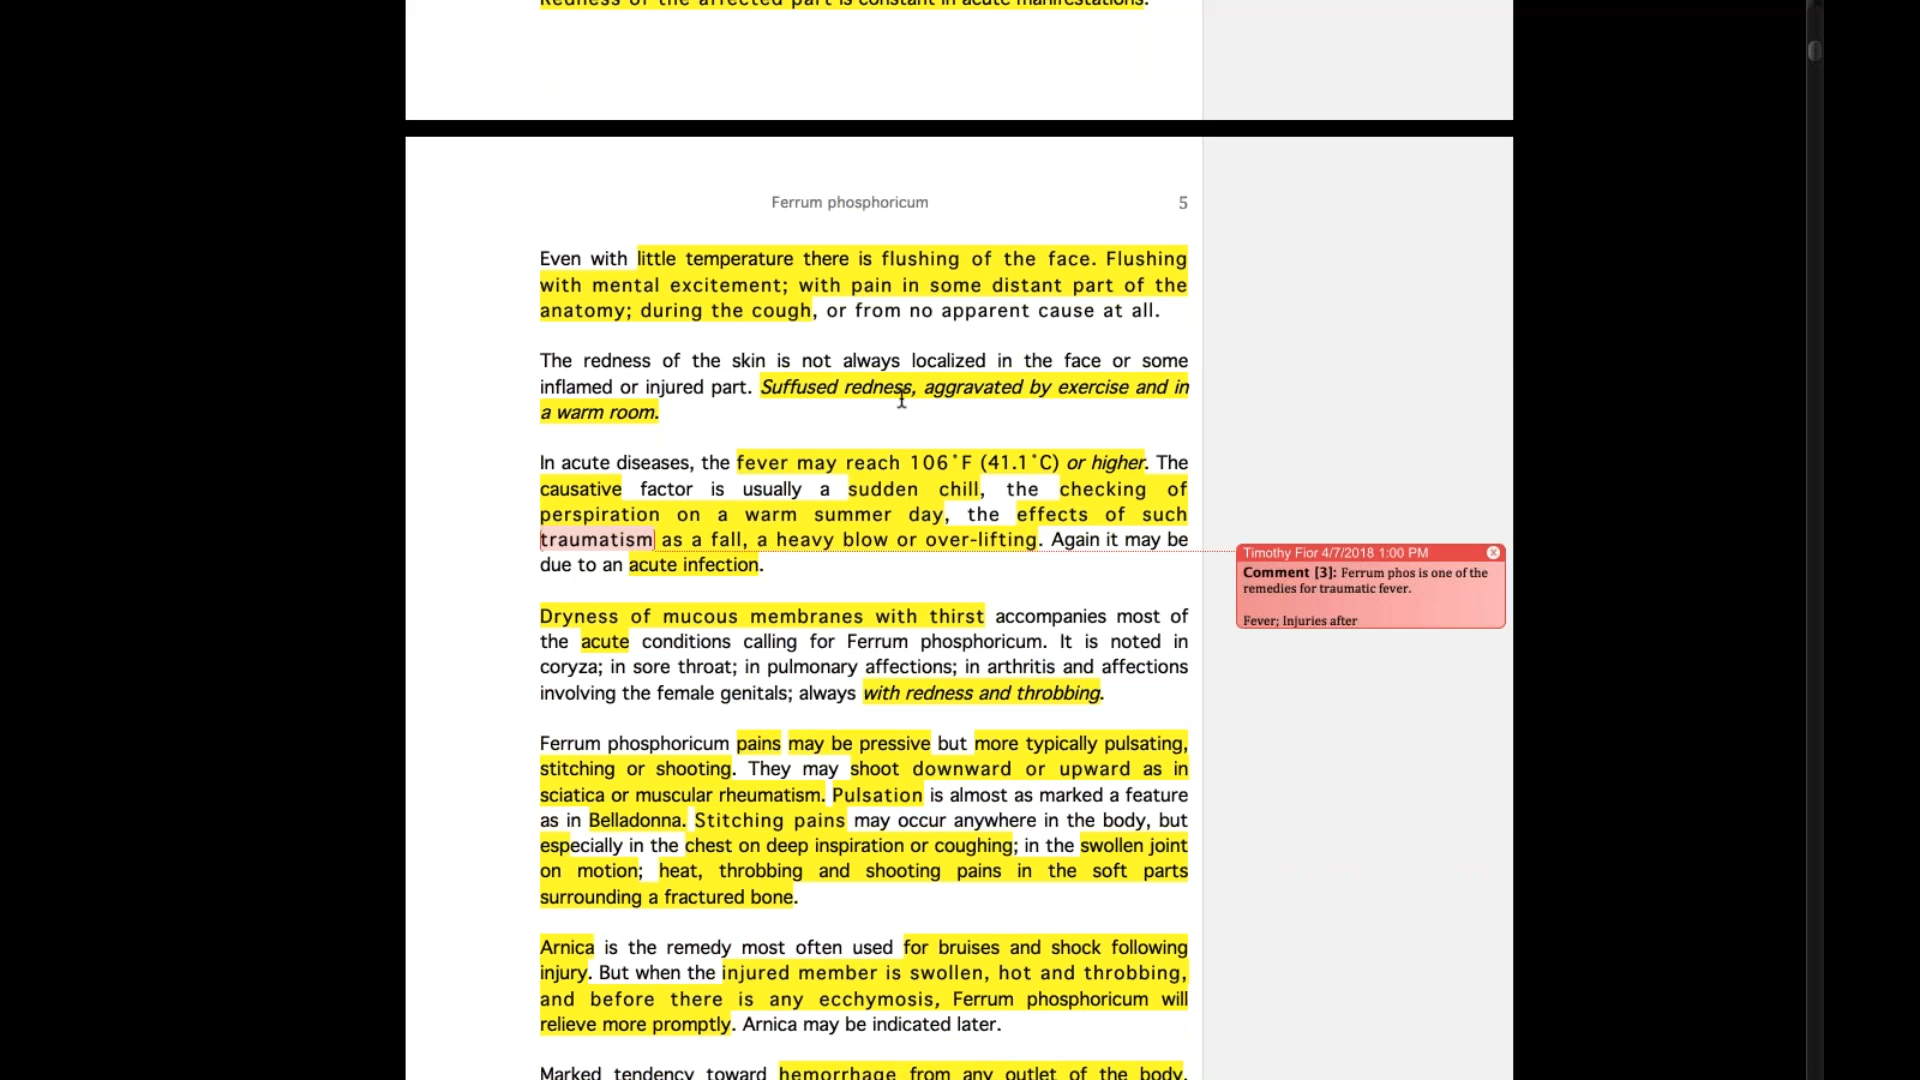 Redness of the affected part is constant in acute manifestations.
Ferrum phosphoricum 5
Even with little temperature there is flushing of the face. Flushing
with mental excitement; with pain in some distant part of the
anatomy; during the cough, or from no apparent cause at all.
The redness of the skin is not always localized in the face or some
inflamed or injured part. Suffused redness, aggravated by exercise and in
a warm room.
In acute diseases, the fever may reach 106˚F (41.1˚C) or higher. The
causative factor is usually a sudden chill, the checking of
perspiration on a warm summer day, the effects of such
traumatism as a fall, a heavy blow or over-lifting. Again it may be
due to an acute infection.
Timothy Fior 4/7/2018 1:00 PM
Comment [3]: Ferrum phos is one of the
remedies for traumatic fever.
Fever; Injuries after
Dryness of mucous membranes with thirst accompanies most of
the acute conditions calling for Ferrum phosphoricum. It is noted in
coryza; in sore throat; in pulmonary affections; in arthritis and affections
involving the female genitals; always with redness and throbbing.
Ferrum phosphoricum pains may be pressive but more typically pulsating,
stitching or shooting. They may shoot downward or upward as in
sciatica or muscular rheumatism. Pulsation is almost as marked a feature
as in Belladonna. Stitching pains may occur anywhere in the body, but
especially in the chest on deep inspiration or coughing; in the swollen joint
on motion; heat, throbbing and shooting pains in the soft parts
surrounding a fractured bone.
Arnica is the remedy most often used for bruises and shock following
injury. But when the injured member is swollen, hot and throbbing,
and before there is any ecchymosis, Ferrum phosphoricum will
relieve more promptly. Arnica may be indicated later.
Marked tendency toward hemorrhage from any outlet of the body.